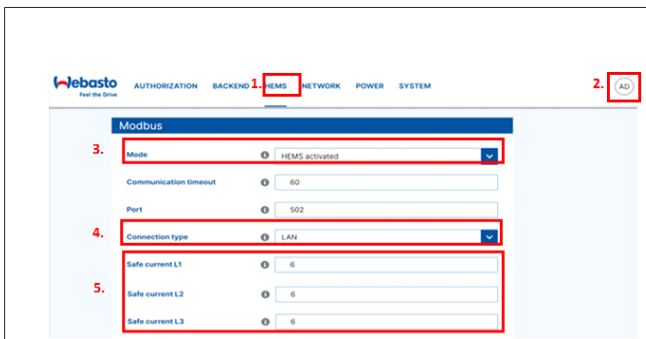 Webasto
Feel the Drive
AUTHORIZATION BACKEND 1. HEMS NETWORK POWER SYSTEM 2. AD
Modbus
3. Mode HEMS activated
Communication timeout 60
Port 502
4. Connection type LAN
Safe current L1 6
5. Safe current L2 6
Safe current L3 6